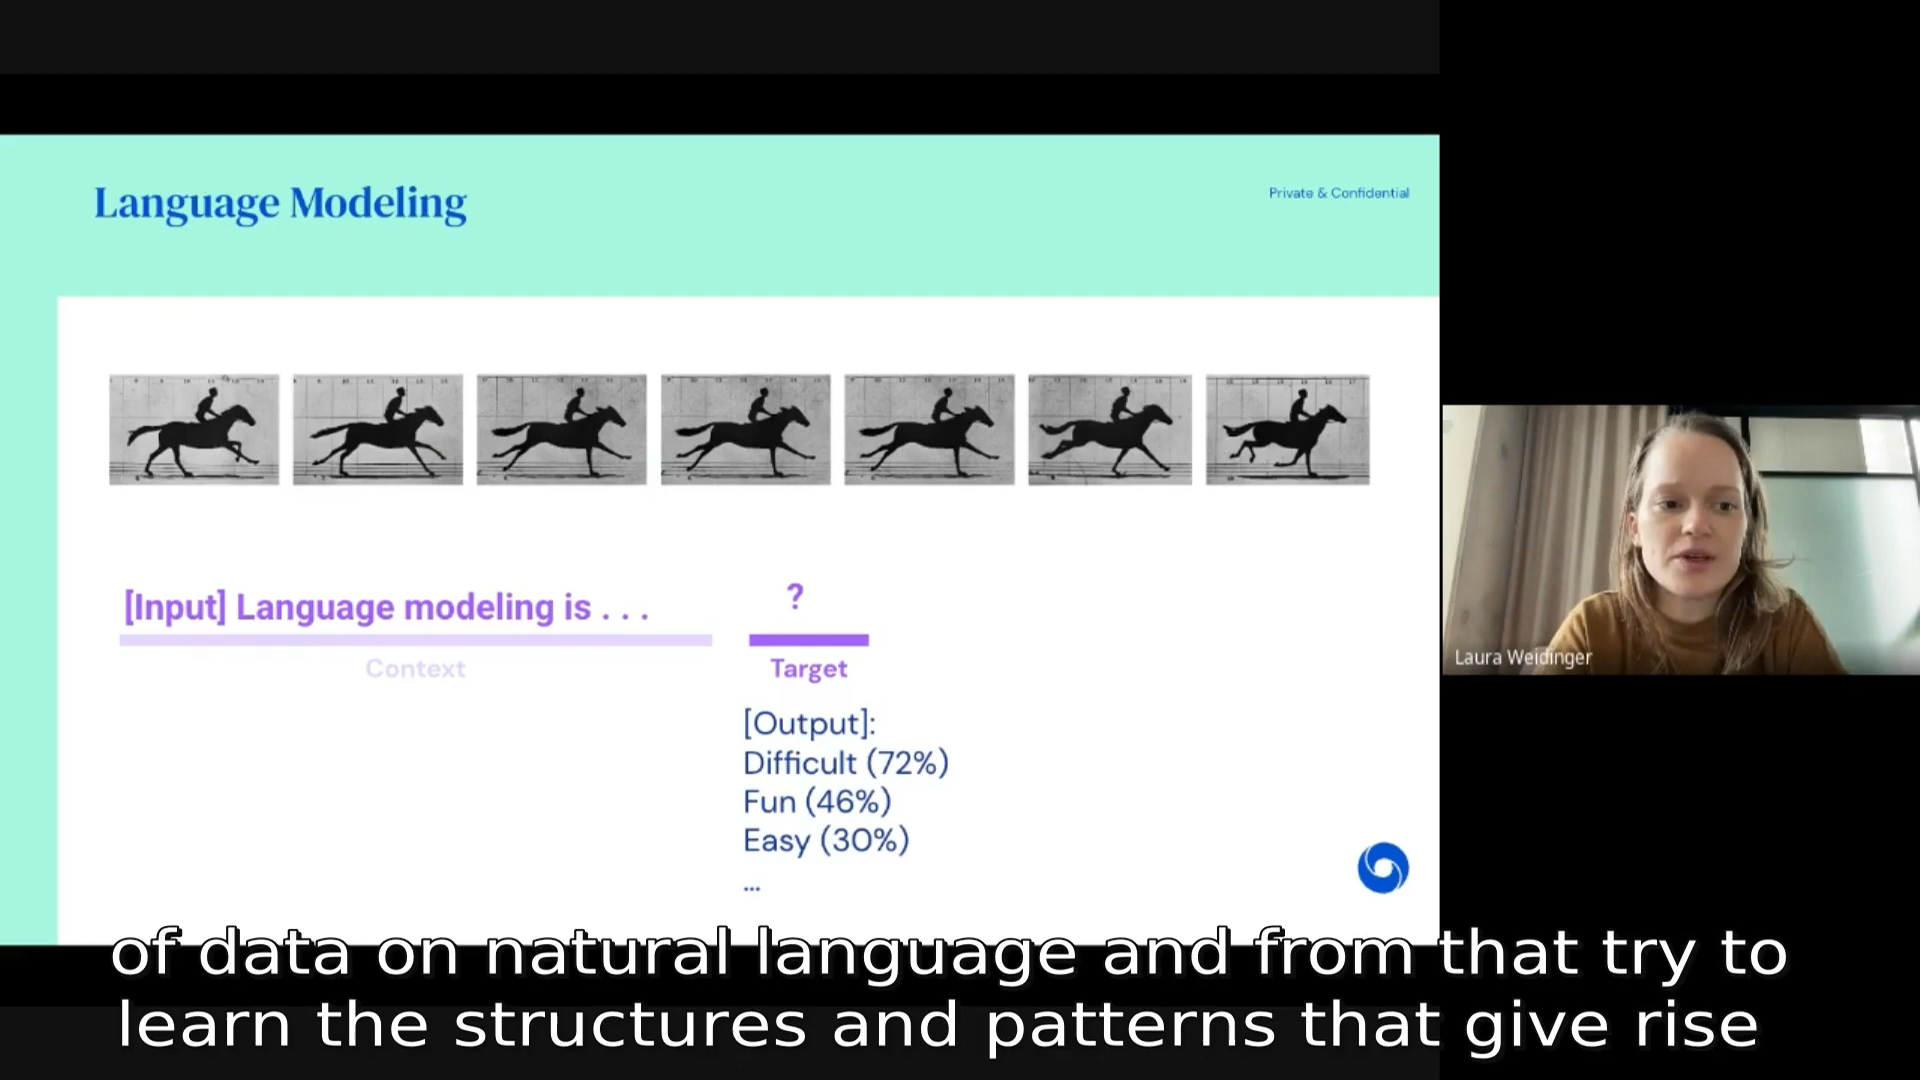 Language Modeling
Private & Confidential
[Input] Language modeling is . . .
?
Context
Target
[Output]:
Difficult (72%)
Fun (46%)
Easy (30%)
...
Laura Weidinger
of data on natural language and from that try to
learn the structures and patterns that give rise